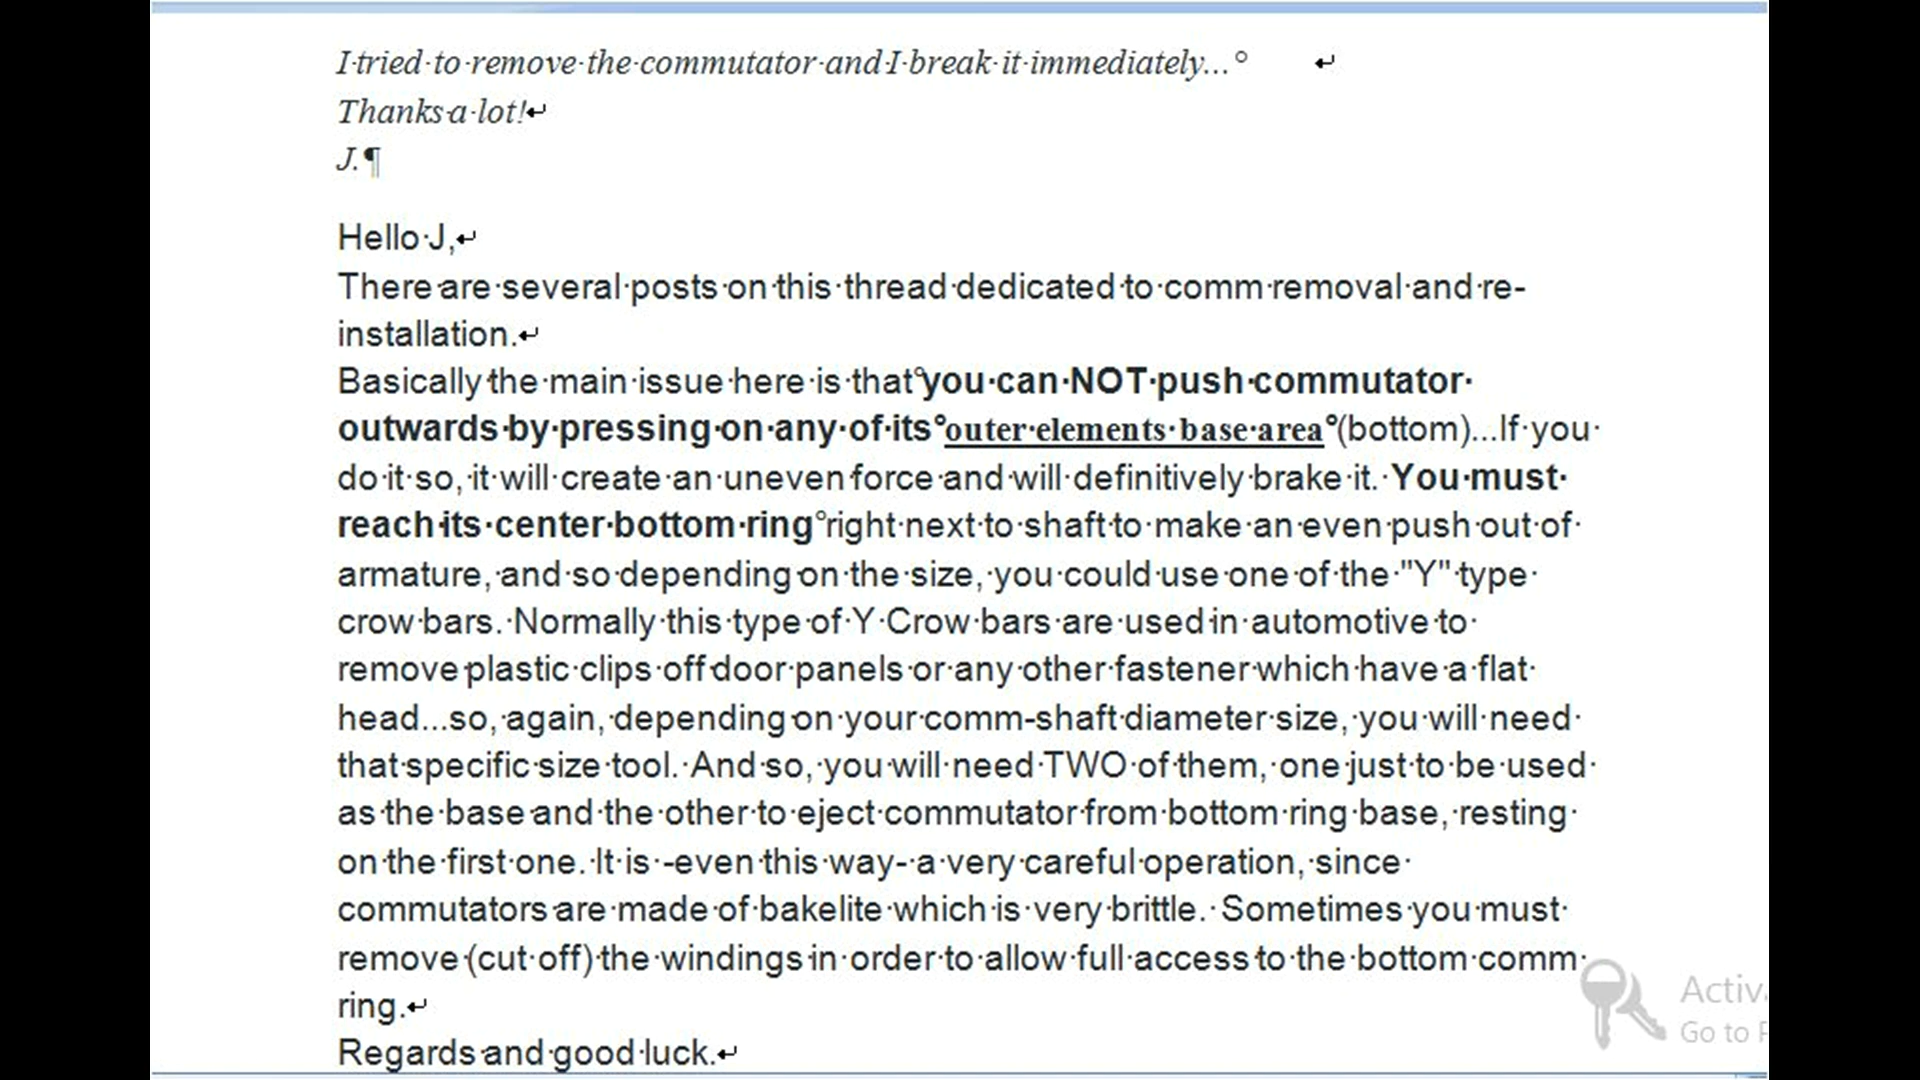 I tried to remove the commutator and I break it immediately...
Thanks a lot!
J.
Hello J,
There are several posts on this thread dedicated to comm removal and re-
installation.
Basically the main issue here is that you can NOT push commutator
outwards by pressing on any of its outer elements base area (bottom)...If you
do it so, it will create an uneven force and will definitively brake it. You must
reach its center bottom ring right next to shaft to make an even push out of
armature, and so depending on the size, you could use one of the "Y" type
crow bars. Normally this type of Y Crow bars are used in automotive to
remove plastic clips off door panels or any other fastener which have a flat
head...so, again, depending on your comm-shaft diameter size, you will need
that specific size tool. And so, you will need TWO of them, one just to be used
as the base and the other to eject commutator from bottom ring base, resting
on the first one. It is -even this way- a very careful operation, since
commutators are made of bakelite which is very brittle. Sometimes you must
remove (cut off) the windings in order to allow full access to the bottom comm
ring.
Regards and good luck.
Activ
Go to P